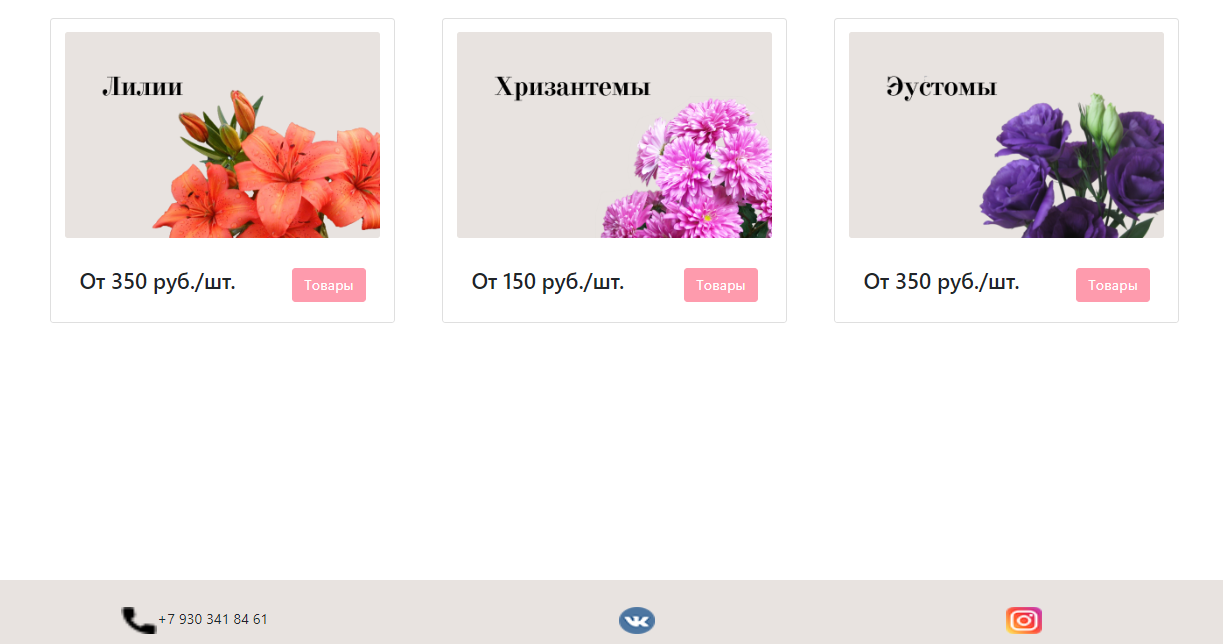 Лилии
Хризантемы
Эустомы
От 350 руб./шт.
Товары
От 150 руб./шт.
Товары
От 350 руб./шт.
Товары
+7 930 341 84 61